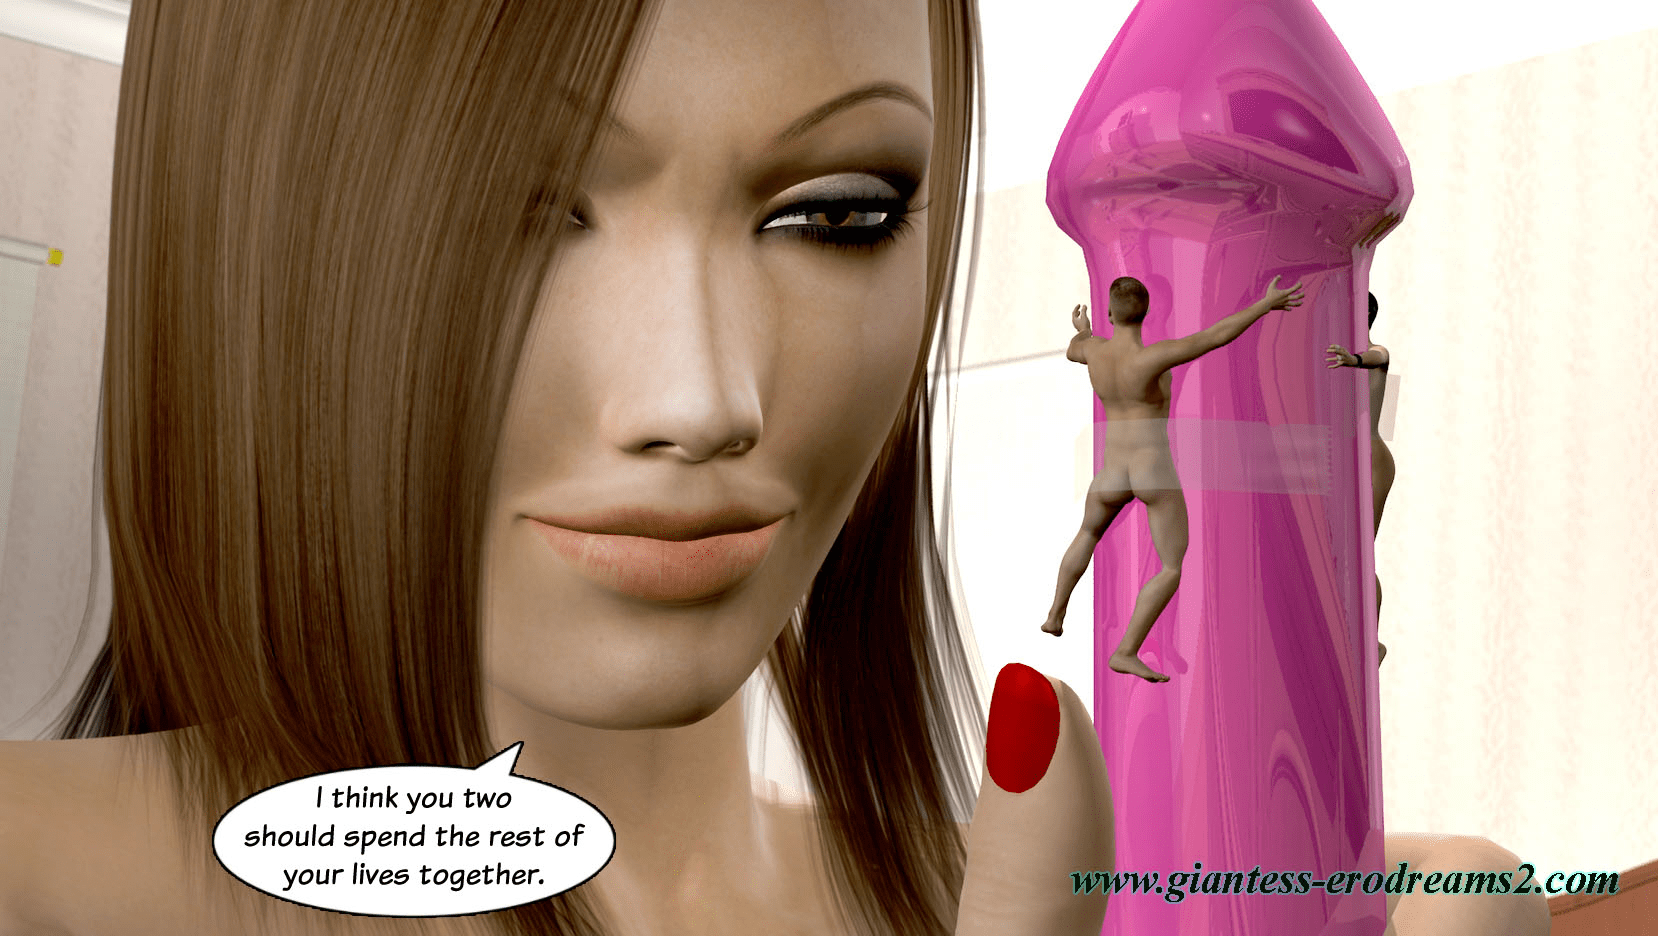 I think you two
should spend the rest of
your lives together.
www.giantess-erodreams2.com